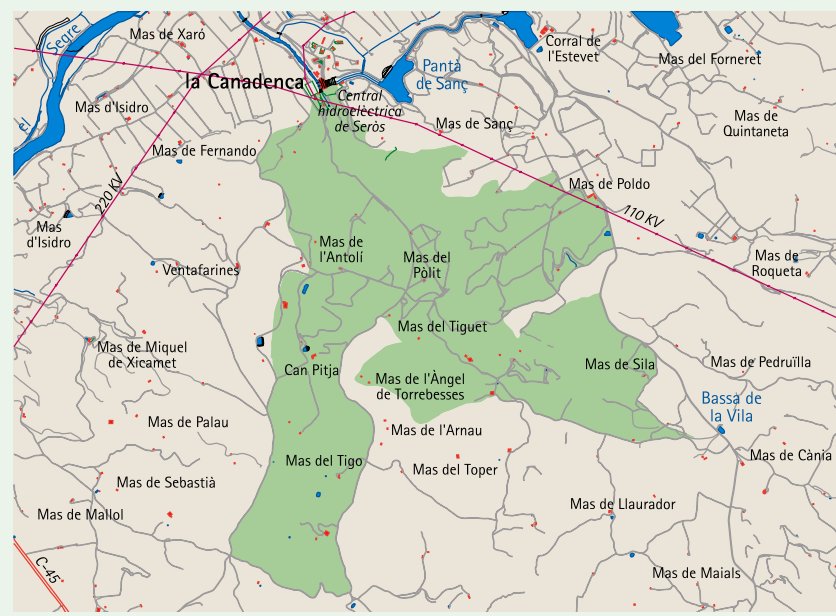 Segre
el
Mas de Xaró
Corral de
l'Estevet
Mas del Forneret
Pantà
de Sanç
la Canadenca
Central
hidroelèctrica
de Seròs
Mas d'Isidro
Mas de Sanç
Mas de
Quintaneta
Mas de Fernando
Mas de Poldo
220 KV
110 KV
Mas
d'Isidro
Mas de
l'Antolí
Mas del
Pòlit
Mas de
Roqueta
Ventafarines
Mas del Tiguet
Mas de Miquel
de Xicamet
Can Pitja
Mas de l'Àngel
de Torrebesses
Mas de Sila
Mas de Pedruïlla
Bassa de
la Vila
Mas de Palau
Mas de l'Arnau
Mas del Tigo
Mas del Toper
Mas de Cània
Mas de Sebastià
Mas de Mallol
Mas de Llaurador
C-45
Mas de Maials